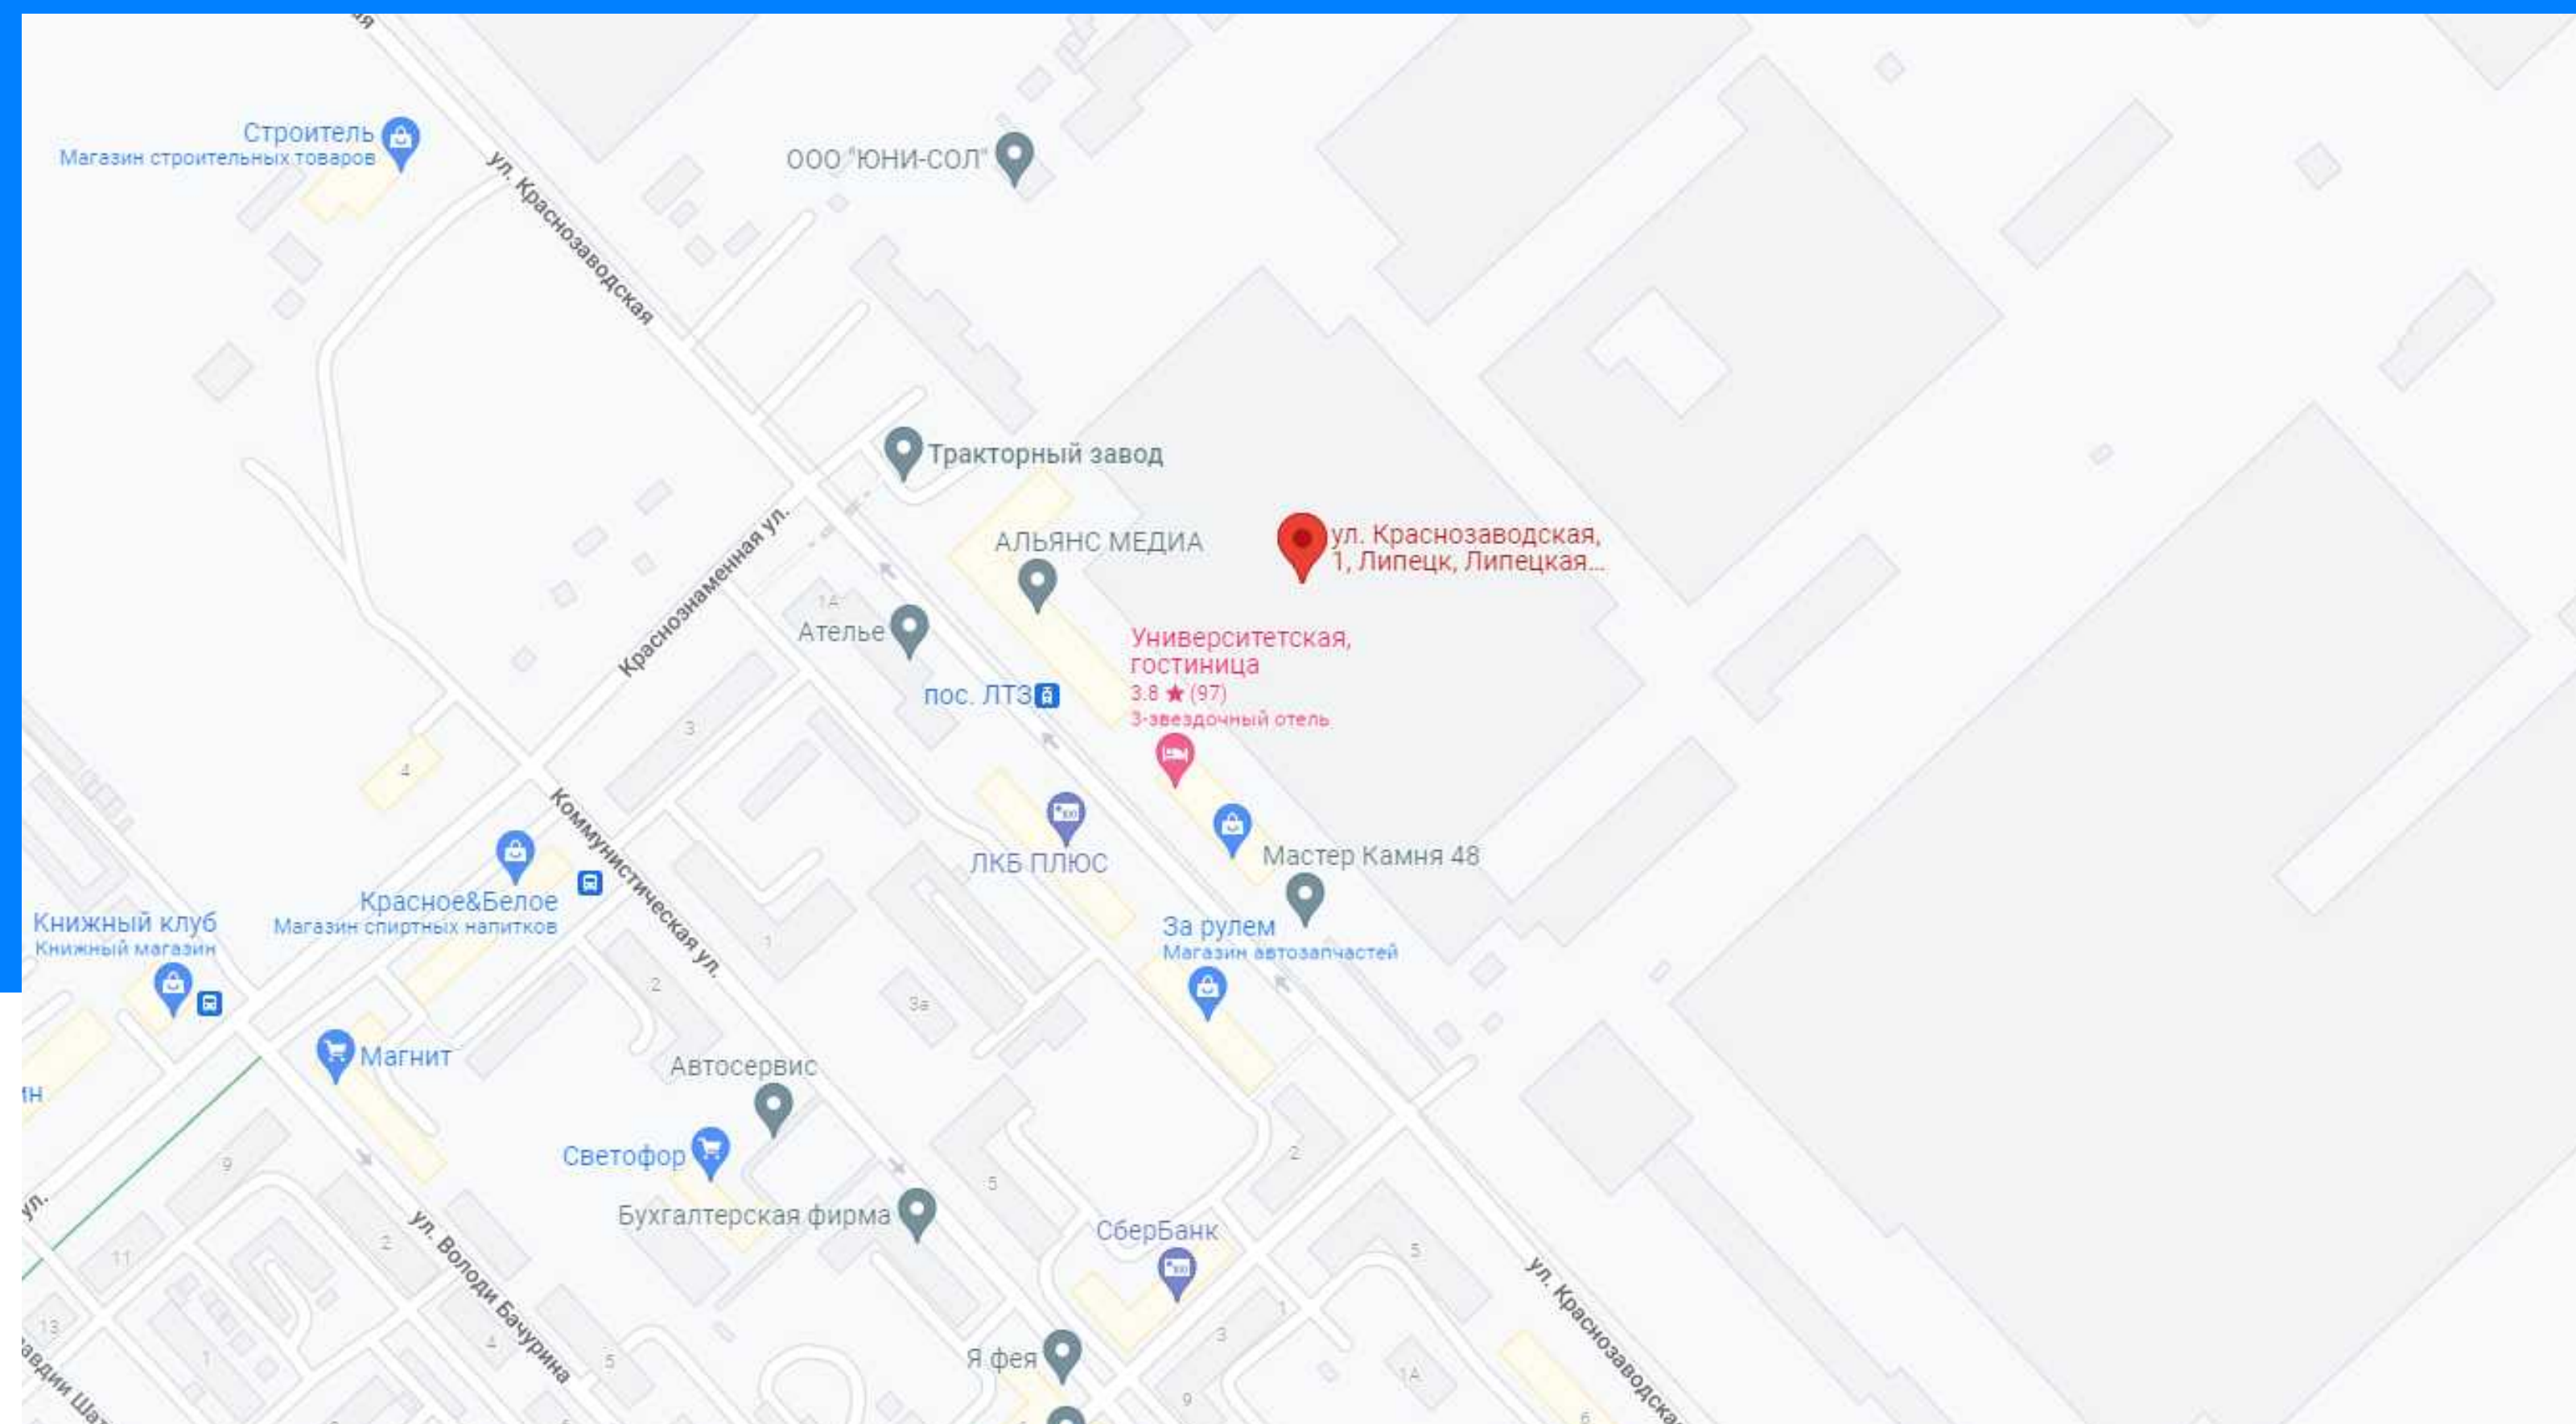 Строитель
Магазин строительных товаров
ул. Краснозаводская
ООО "ЮНИ-СОЛ"
Тракторный завод
Краснознаменная ул.
АЛЬЯНС МЕДИА
ул. Краснозаводская,
1, Липецк, Липецкая...
1А
Ателье
Университетская,
гостиница
3.8 ★ (97)
3-звездочный отель
пос. ЛТЗ
3
4
Коммунистическая ул.
ЛКБ ПЛЮС
Мастер Камня 48
Красное&Белое
Магазин спиртных напитков
Книжный клуб
Книжный магазин
За рулем
Магазин автозапчастей
1
2
3а
Магнит
Автосервис
ин
Светофор
9
2
5
Бухгалтерская фирма
ул.
СберБанк
11
2
ул. Володи Бачурина
5
ул. Краснозаводская
13
1
4
5
Я фея
3
1
1А
9
6